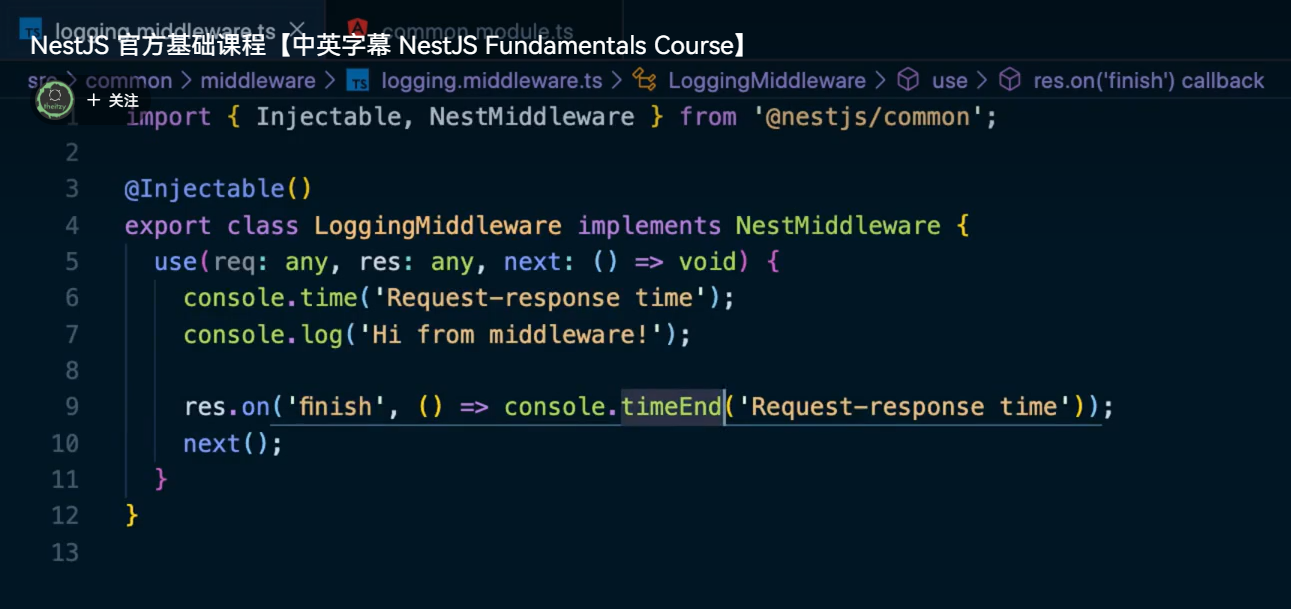 logging.middleware.ts common.module.ts
NestJS 官方基础课程【中英字幕 NestJS Fundamentals Course】
src > common > middleware > TS logging.middleware.ts > LoggingMiddleware > use > res.on('finish') callback
+ 关注
1 import { Injectable, NestMiddleware } from '@nestjs/common';
2
3 @Injectable()
4 export class LoggingMiddleware implements NestMiddleware {
5 use(req: any, res: any, next: () => void) {
6 console.time('Request-response time');
7 console.log('Hi from middleware!');
8
9 res.on('finish', () => console.timeEnd('Request-response time'));
10 next();
11 }
12 }
13